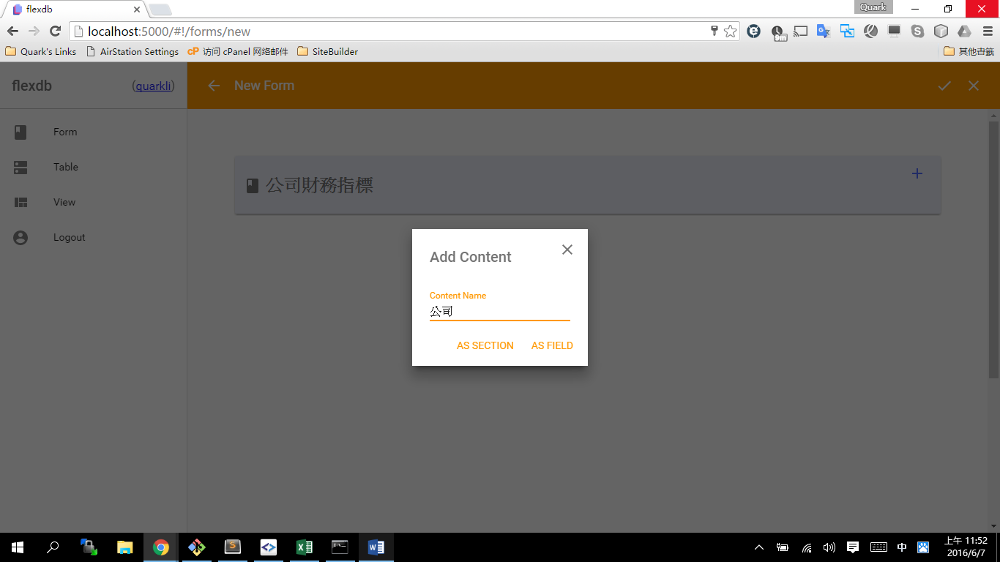 flexdb
Quark
localhost:5000/#!/forms/new
Quark's Links
AirStation Settings
cP 访问 cPanel 网络邮件
SiteBuilder
其他書籤
flexdb
(quarkli)
New Form
Form
Table
View
Logout
公司財務指標
Add Content
Content Name
公司
AS SECTION
AS FIELD
中
上午 11:52
2016/6/7